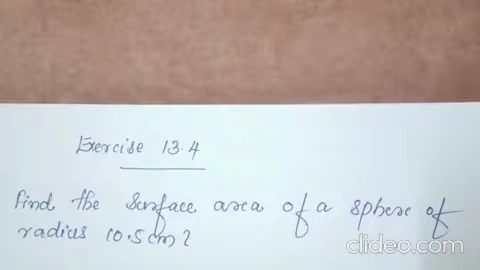 Exercise 13.4
Find the Surface area of a sphere of
radius 10.5cm?
clideo.com